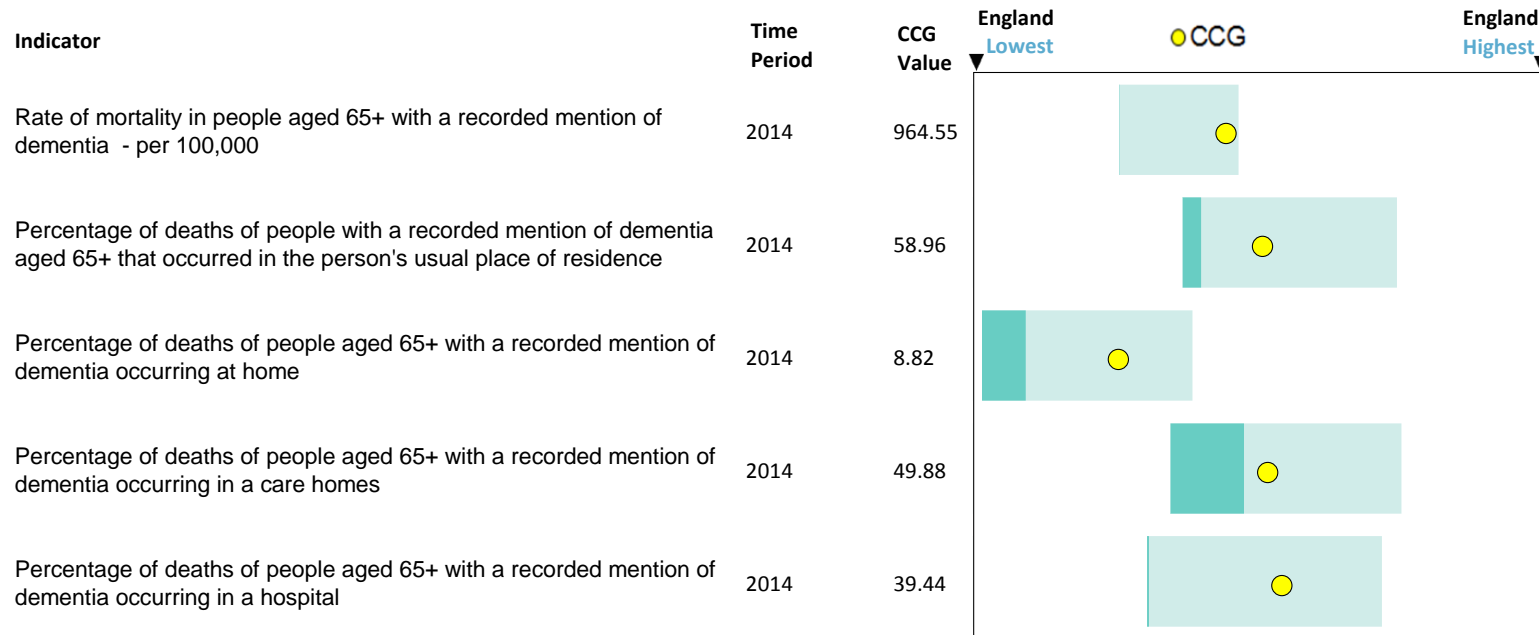 Indicator
Time
Period
CCG
Value
England
Lowest
CCG
England
Highest
Rate of mortality in people aged 65+ with a recorded mention of
dementia - per 100,000
2014
964.55
Percentage of deaths of people with a recorded mention of dementia
aged 65+ that occurred in the person's usual place of residence
2014
58.96
Percentage of deaths of people aged 65+ with a recorded mention of
dementia occurring at home
2014
8.82
Percentage of deaths of people aged 65+ with a recorded mention of
dementia occurring in a care homes
2014
49.88
Percentage of deaths of people aged 65+ with a recorded mention of
dementia occurring in a hospital
2014
39.44